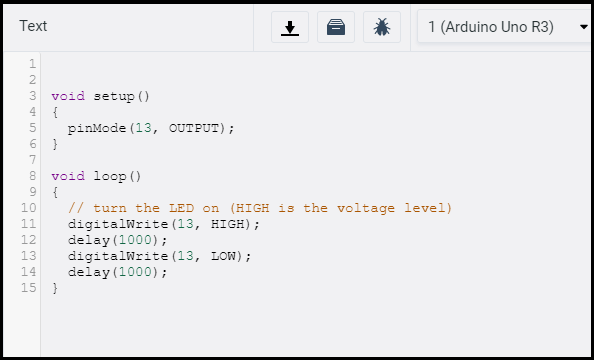 Text
1 (Arduino Uno R3)
1
2
3 void setup()
4 {
5   pinMode(13, OUTPUT);
6 }
7
8 void loop()
9 {
10   // turn the LED on (HIGH is the voltage level)
11   digitalWrite(13, HIGH);
12   delay(1000);
13   digitalWrite(13, LOW);
14   delay(1000);
15 }